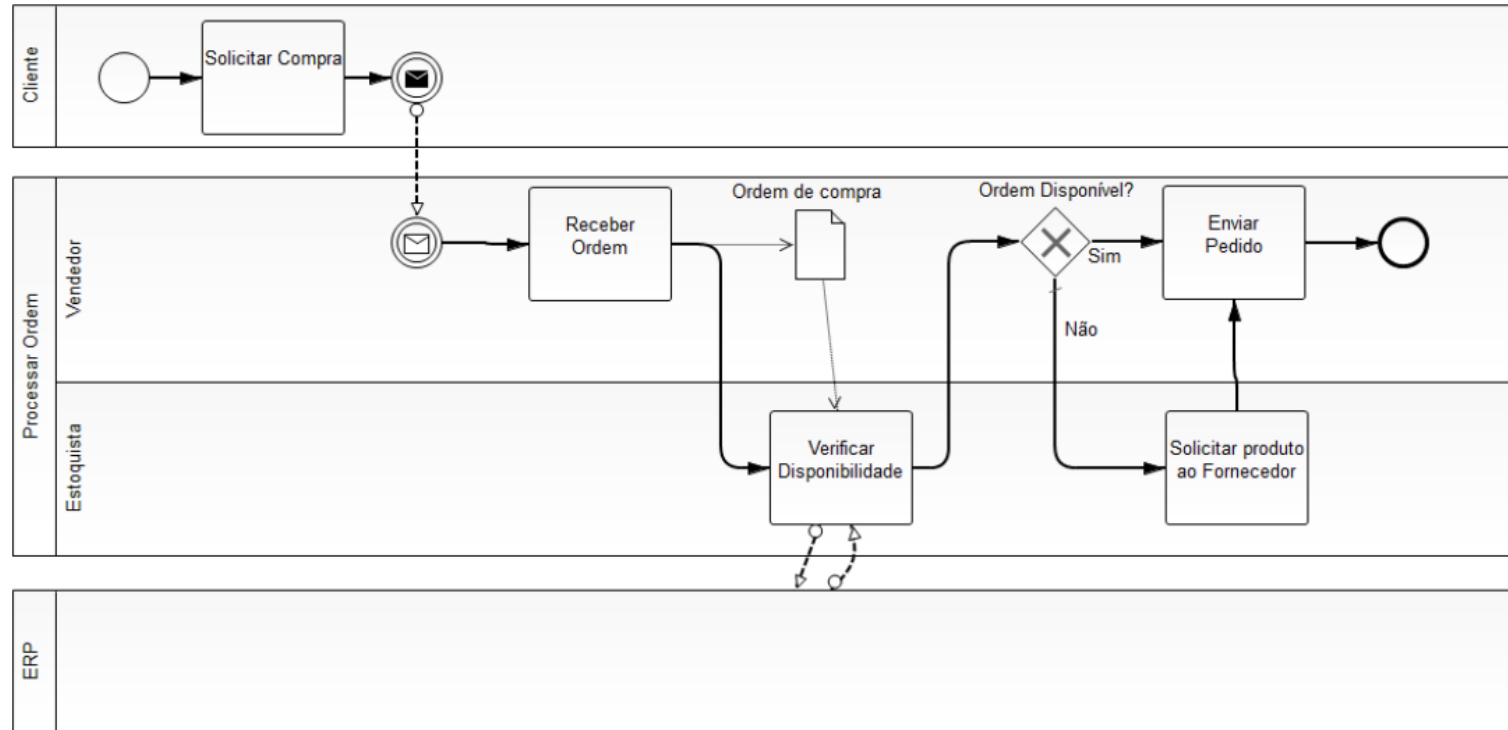 Cliente
Solicitar Compra
Processar Ordem
Vendedor
Receber
Ordem
Ordem de compra
Ordem Disponível?
Sim
Não
Enviar
Pedido
Estoquista
Verificar
Disponibilidade
Solicitar produto
ao Fornecedor
ERP